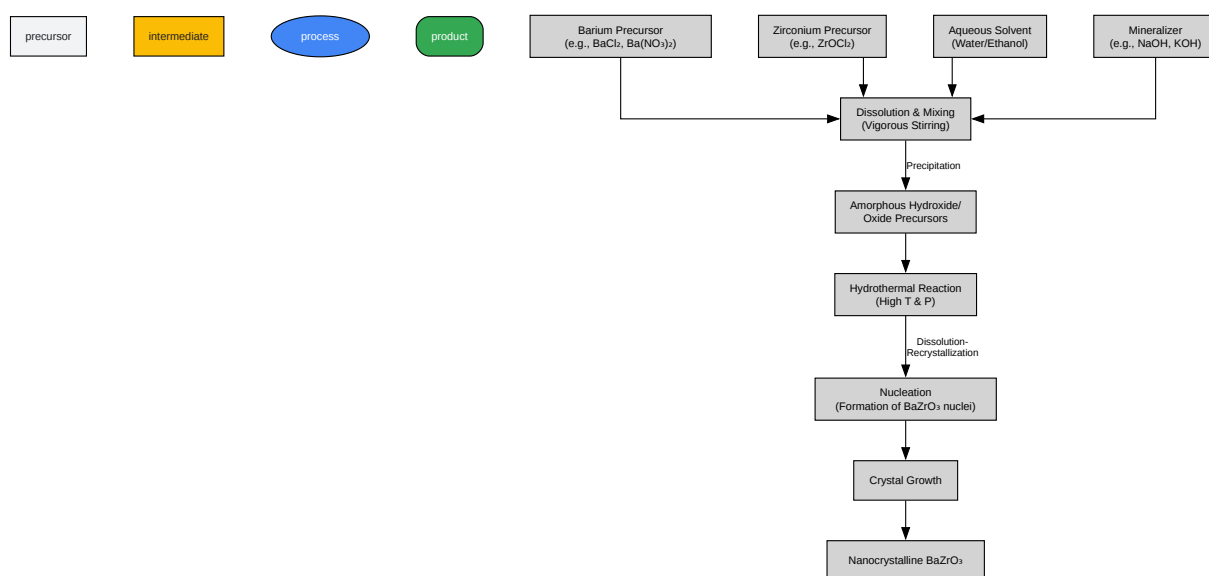 precursor
intermediate
process
product
Barium Precursor
(e.g., BaCl₂, Ba(NO₃)₂)
Zirconium Precursor
(e.g., ZrOCl₂)
Aqueous Solvent
(Water/Ethanol)
Mineralizer
(e.g., NaOH, KOH)
Dissolution & Mixing
(Vigorous Stirring)
Precipitation
Amorphous Hydroxide/
Oxide Precursors
Hydrothermal Reaction
(High T & P)
Dissolution-
Recrystallization
Nucleation
(Formation of BaZrO₃ nuclei)
Crystal Growth
Nanocrystalline BaZrO₃